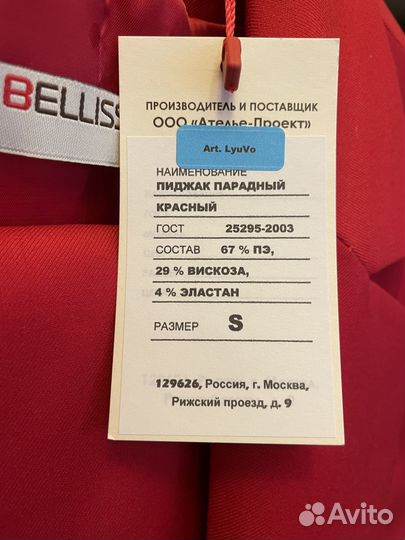 BELLISS
ПРОИЗВОДИТЕЛЬ И ПОСТАВЩИК
ООО «Ателье-Проект»
Art. LyuVo
НАИМЕНОВАНИЕ
ПИДЖАК ПАРАДНЫЙ
КРАСНЫЙ
ГОСТ 25295-2003
СОСТАВ 67 % ПЭ,
29 % ВИСКОЗА,
4 % ЭЛАСТАН
РАЗМЕР S
129626, Россия, г. Москва,
Рижский проезд, д. 9
Avito